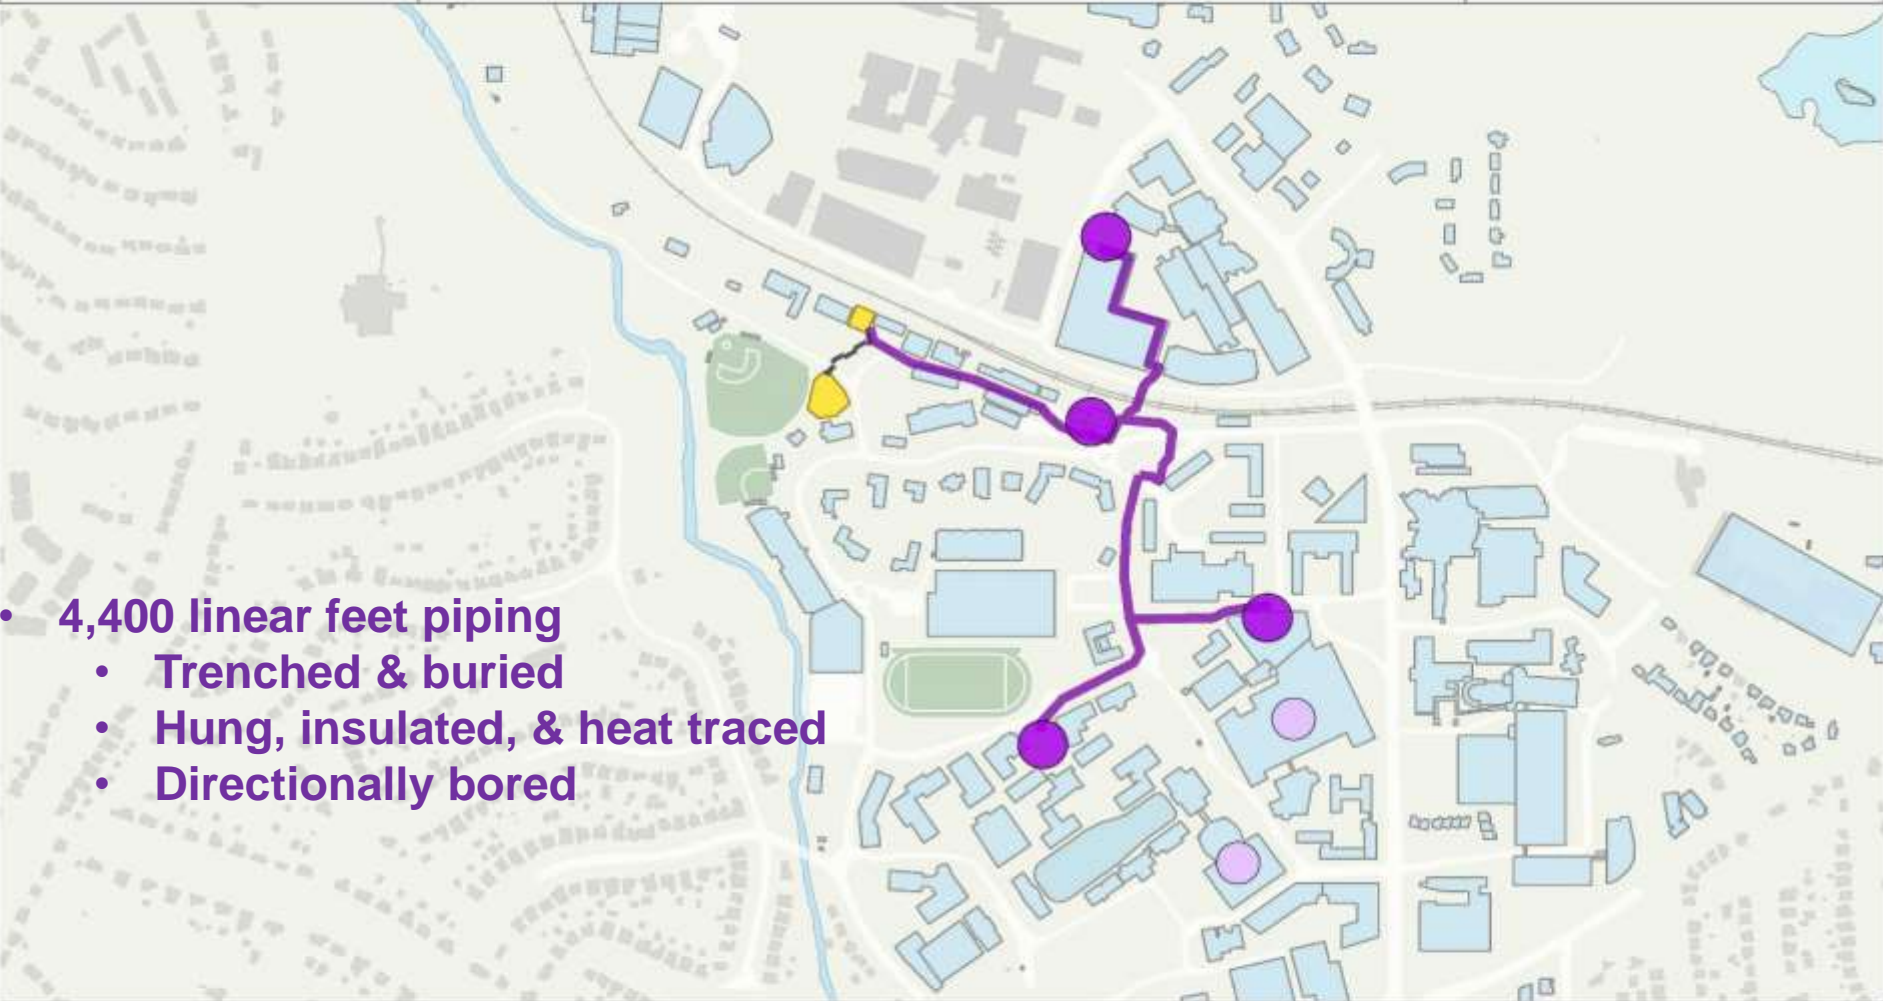 • 4,400 linear feet piping
• Trenched & buried
• Hung, insulated, & heat traced
• Directionally bored